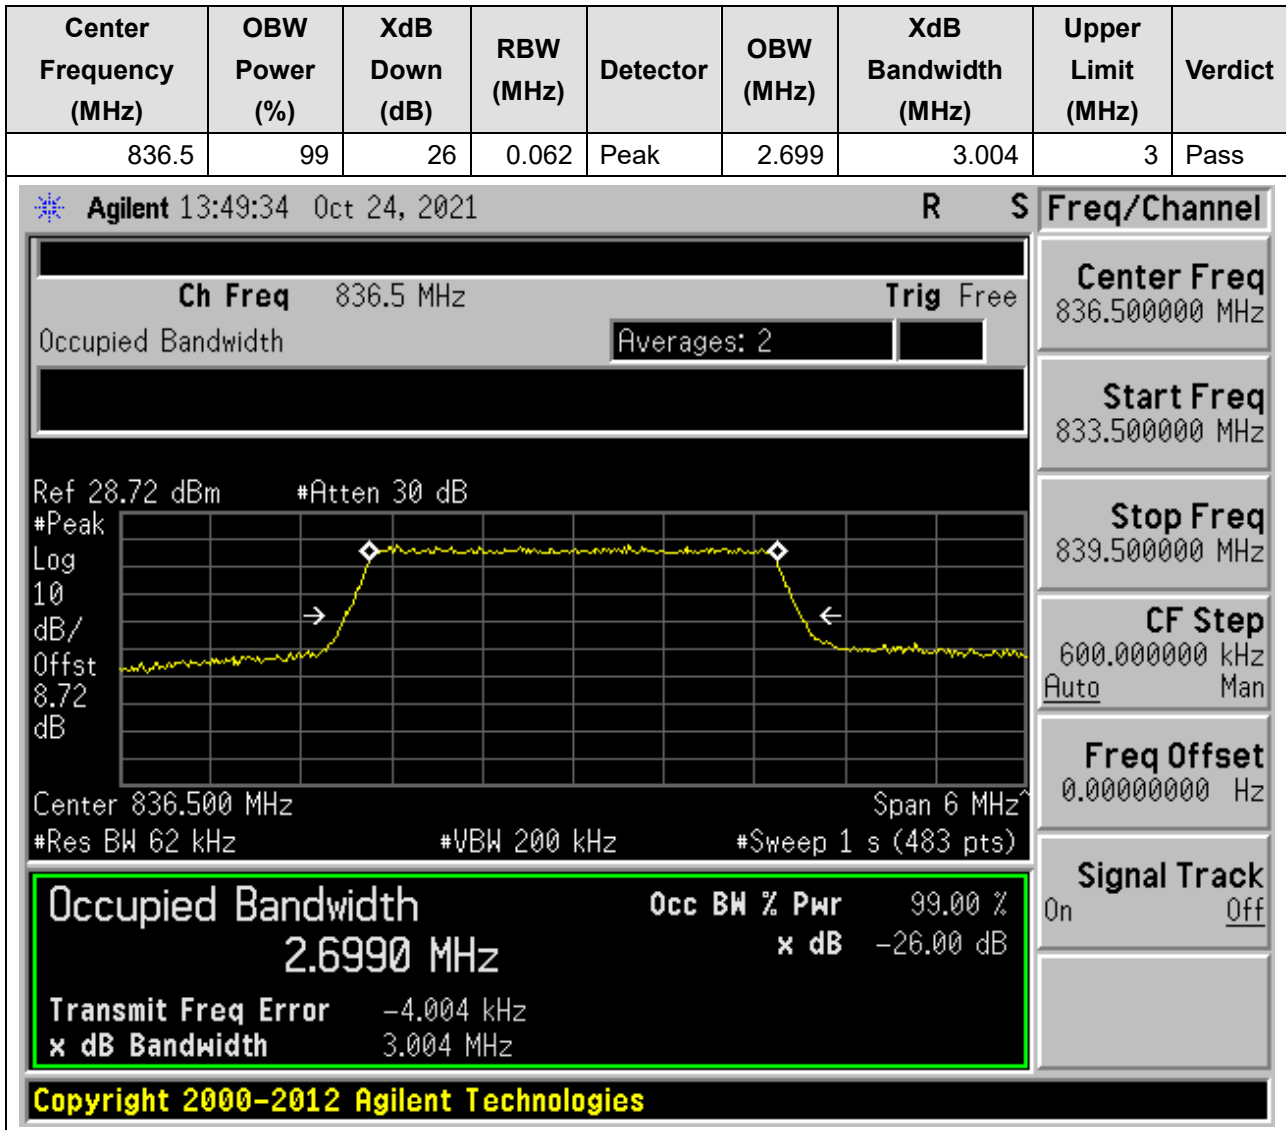 Center Frequency (MHz) OBW Power (%) XdB Down (dB) RBW (MHz) Detector OBW (MHz) XdB Bandwidth (MHz) Upper Limit (MHz) Verdict
836.5 99 26 0.062 Peak 2.699 3.004 3 Pass
Agilent 13:49:34 Oct 24, 2021 R S
Ch Freq 836.5 MHz Trig Free
Occupied Bandwidth Averages: 2
Ref 28.72 dBm #Atten 30 dB
#Peak
Log
10
dB/
Offst
8.72
dB
Center 836.500 MHz Span 6 MHz^
#Res BW 62 kHz #VBW 200 kHz #Sweep 1 s (483 pts)
Occupied Bandwidth Occ BW % Pwr 99.00 %
2.6990 MHz x dB -26.00 dB
Transmit Freq Error -4.004 kHz
x dB Bandwidth 3.004 MHz
Copyright 2000-2012 Agilent Technologies
Freq/Channel
Center Freq
836.500000 MHz
Start Freq
833.500000 MHz
Stop Freq
839.500000 MHz
CF Step
600.000000 kHz
Auto Man
Freq Offset
0.00000000 Hz
Signal Track
On Off